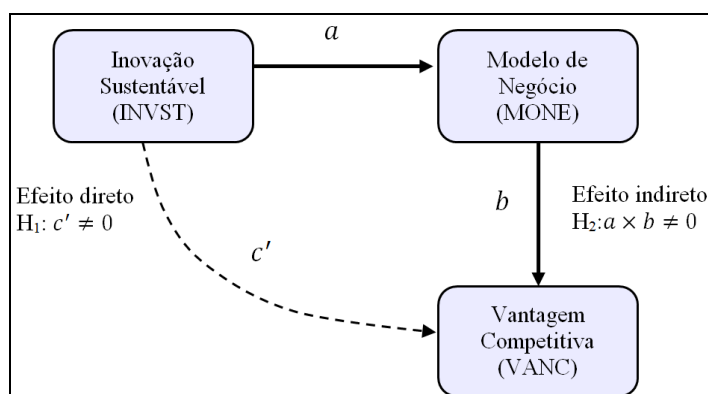 a
Inovação
Sustentável
(INVST)
Modelo de
Negócio
(MONE)
Efeito direto
H₁: c′ ≠ 0
b
Efeito indireto
H₂:a × b ≠ 0
c′
Vantagem
Competitiva
(VANC)